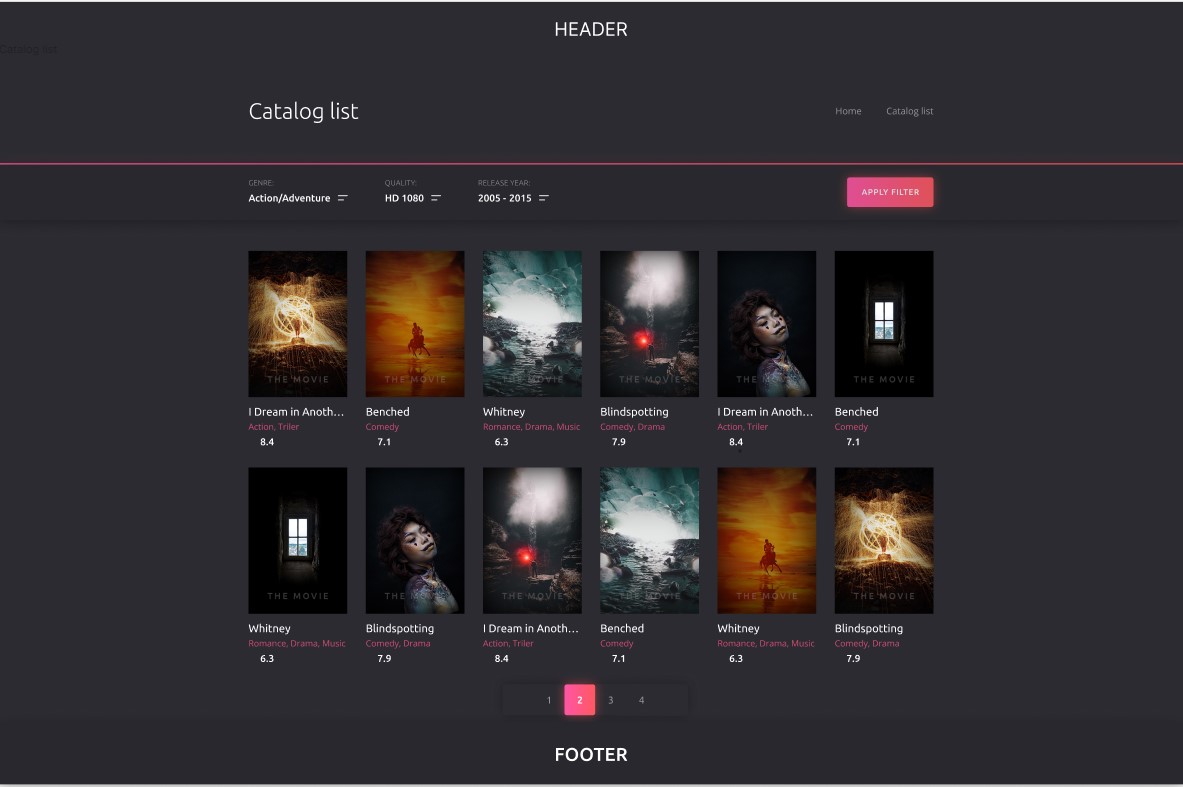 HEADER
Catalog list
Catalog list
Home Catalog list
GENRE: QUALITY: RELEASE YEAR:
Action/Adventure HD 1080 2005 - 2015
APPLY FILTER
THE MOVIE THE MOVIE THE MOVIE THE MOVIE THE MOVIE THE MOVIE
I Dream in Anoth... Benched Whitney Blindspotting I Dream in Anoth... Benched
Action, Triler Comedy Romance, Drama, Music Comedy, Drama Action, Triler Comedy
8.4 7.1 6.3 7.9 8.4 7.1
THE MOVIE THE MOVIE THE MOVIE THE MOVIE THE MOVIE THE MOVIE
Whitney Blindspotting I Dream in Anoth... Benched Whitney Blindspotting
Romance, Drama, Music Comedy, Drama Action, Triler Comedy Romance, Drama, Music Comedy, Drama
6.3 7.9 8.4 7.1 6.3 7.9
1 2 3 4
FOOTER